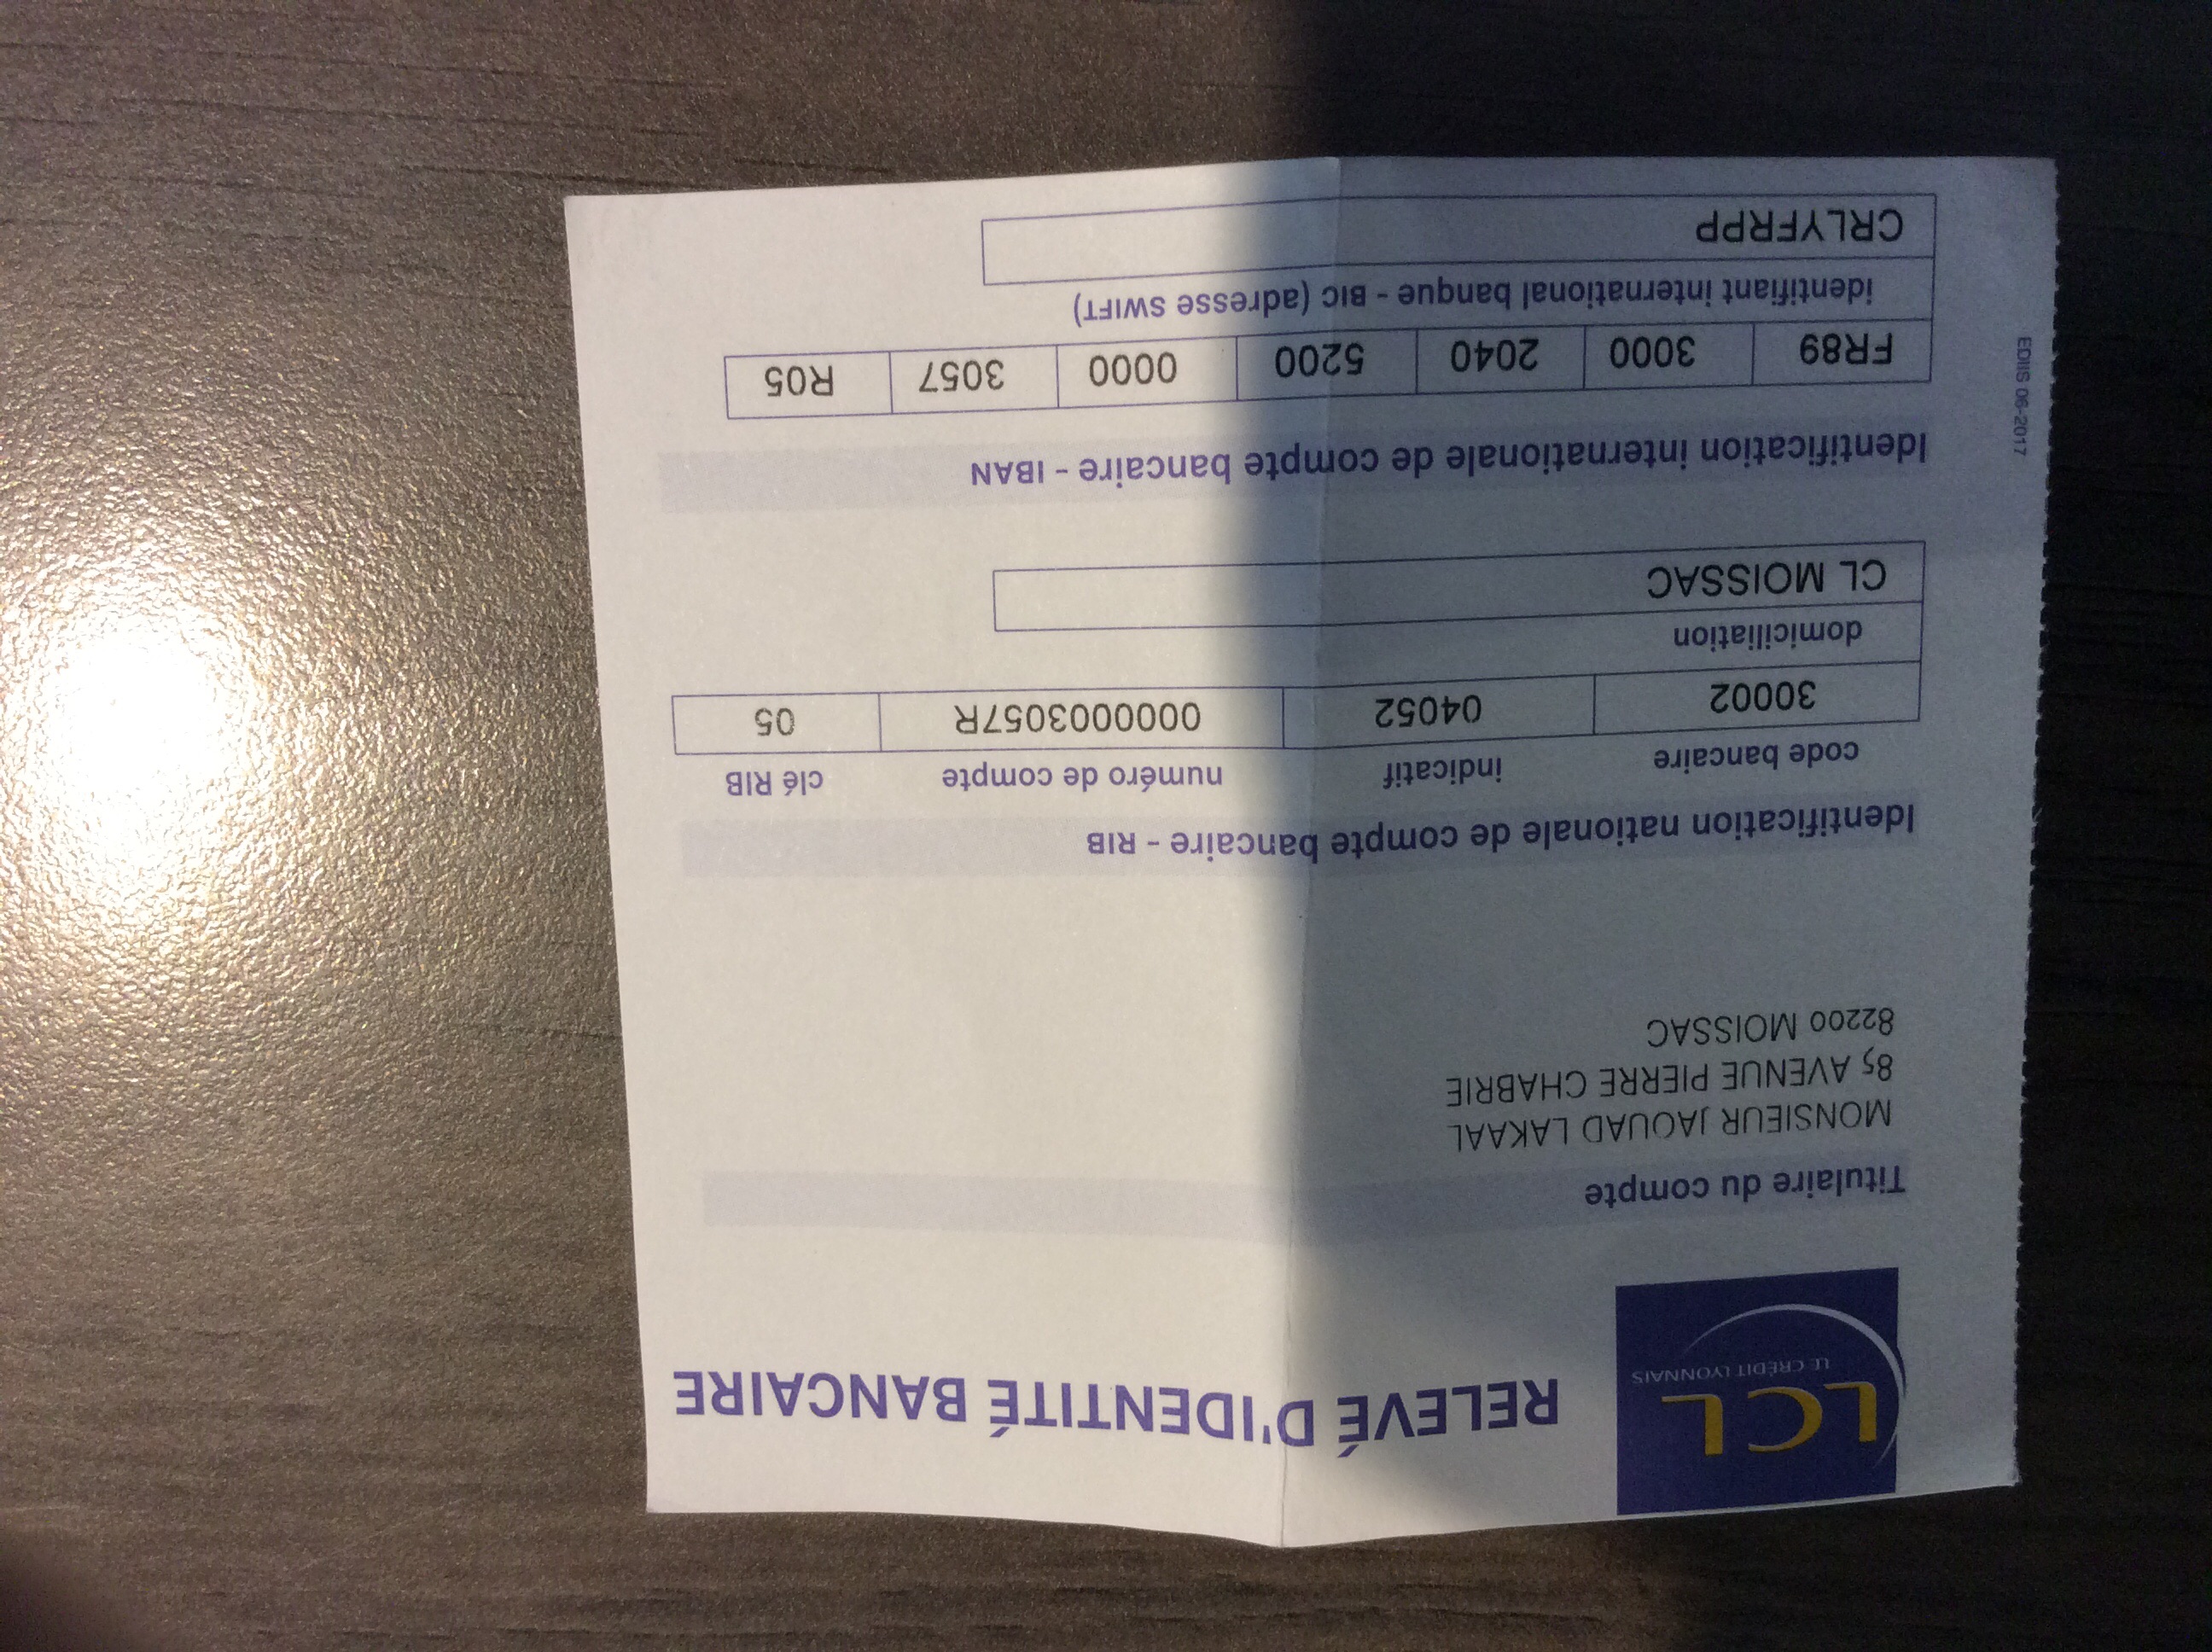 LCL
LE CRÉDIT LYONNAIS
RELEVÉ D'IDENTITÉ BANCAIRE
Titulaire du compte
MONSIEUR JAOUAD LAKAAL
85 AVENUE PIERRE CHABRIE
82200 MOISSAC
Identification nationale de compte bancaire - RIB
code bancaire indicatif numéro de compte clé RIB
30002 04052 0000003057R 05
domiciliation
CL MOISSAC
Identification internationale de compte bancaire - IBAN
FR89 3000 2040 5200 0000 3057 R05
identifiant international banque - BIC (adresse SWIFT)
CRLYFRPP
EDIIS 06-2017